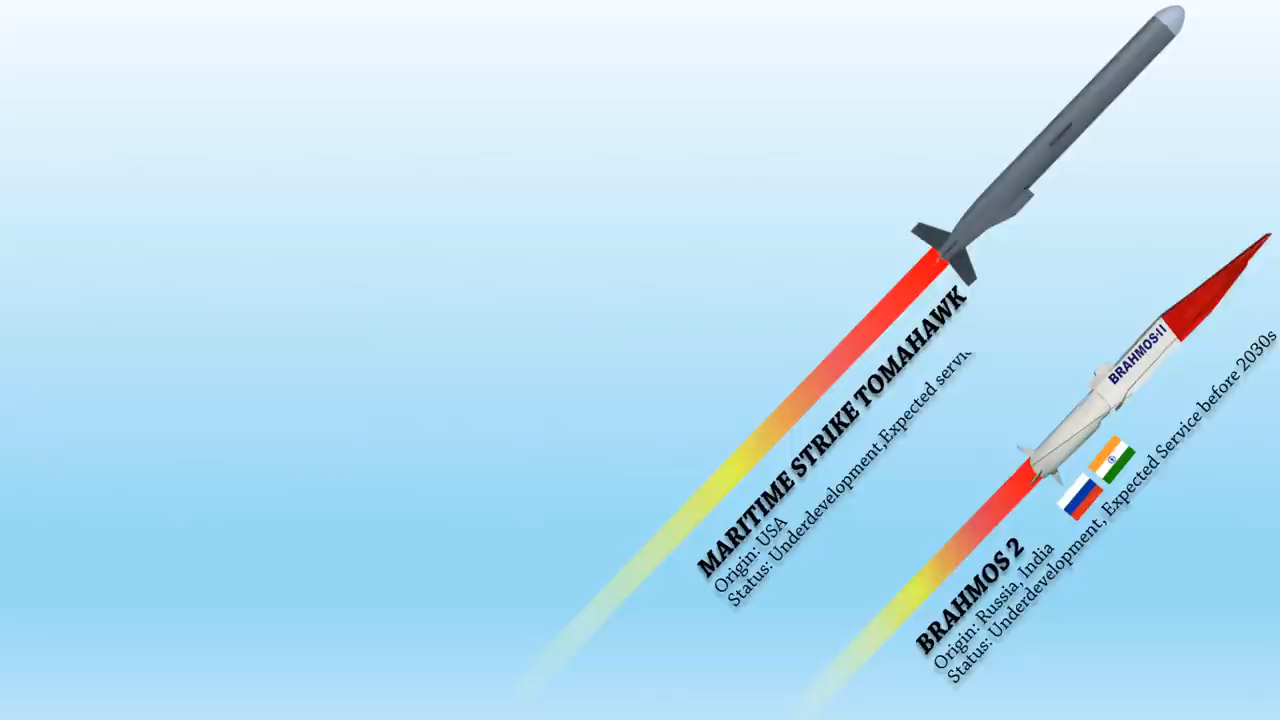 MARITIME STRIKE TOMAHAWK
Origin: USA
Status: Underdevelopment,Expected
BRAHMOS-II
BRAHMOS 2
Origin: Russia, India
Status: Underdevelopment, Expected Service before 2030s